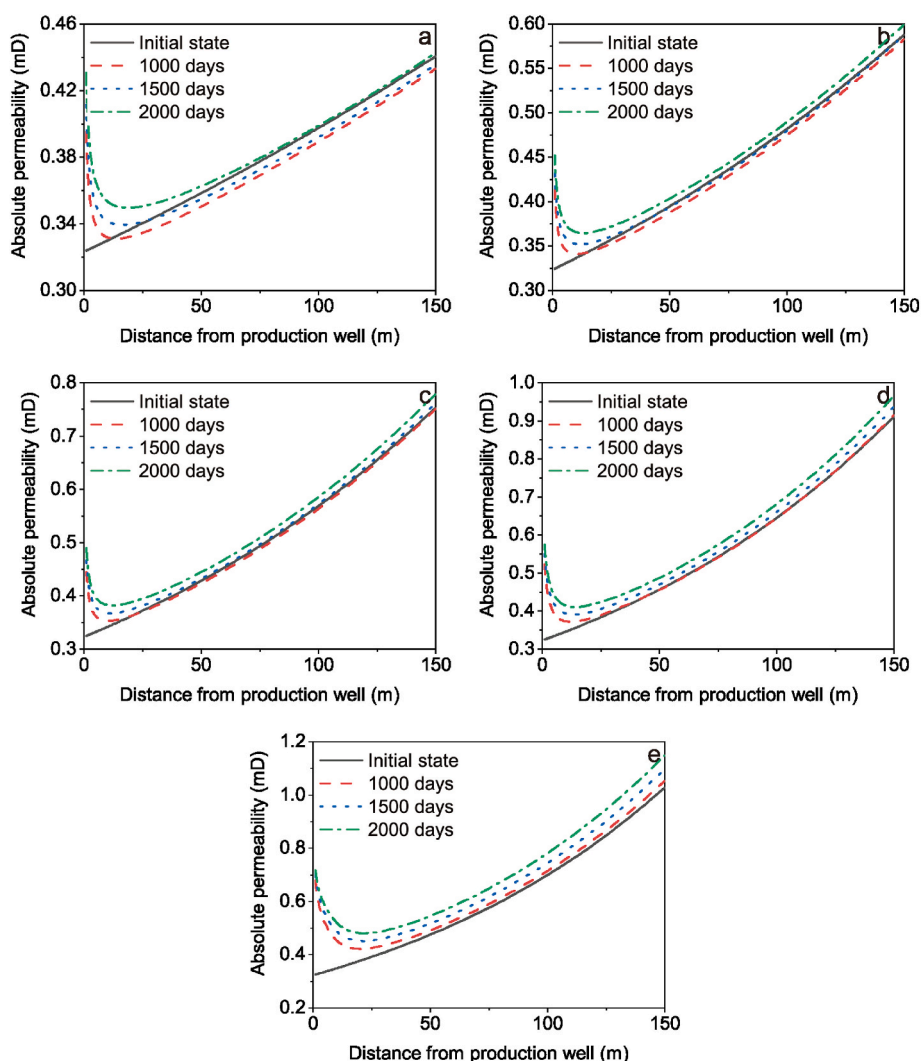 0.46
a
Initial state
1000 days
1500 days
2000 days
0.42
0.38
0.34
0.30
Absolute permeability (mD)
0 50 100 150
Distance from production well (m)
0.60
b
Initial state
1000 days
1500 days
2000 days
0.55
0.50
0.45
0.40
0.35
0.30
Absolute permeability (mD)
0 50 100 150
Distance from production well (m)
0.8
c
Initial state
1000 days
1500 days
2000 days
0.7
0.6
0.5
0.4
0.3
Absolute permeability (mD)
0 50 100 150
Distance from production well (m)
1.0
d
Initial state
1000 days
1500 days
2000 days
0.9
0.8
0.7
0.6
0.5
0.4
0.3
Absolute permeability (mD)
0 50 100 150
Distance from production well (m)
1.2
e
Initial state
1000 days
1500 days
2000 days
1.0
0.8
0.6
0.4
0.2
Absolute permeability (mD)
0 50 100 150
Distance from production well (m)